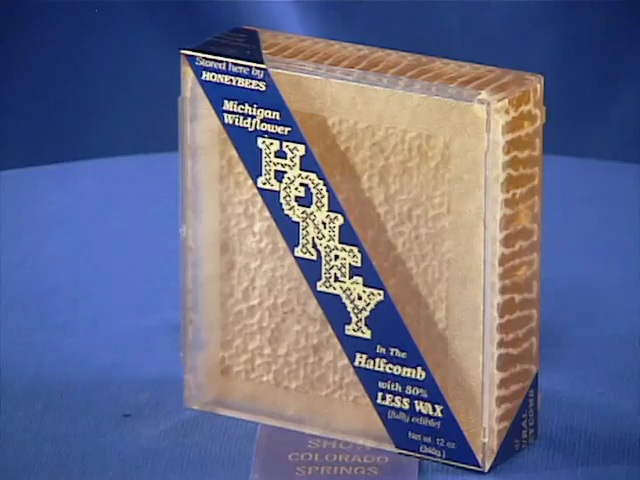 Stored here by
HONEYBEES
Michigan
Wildflower
HONEY
In The
Halfcomb
with 50%
LESS WAX
(fully edible)
Net wt. 12 oz
(340g.)
COLORADO
SPRINGS